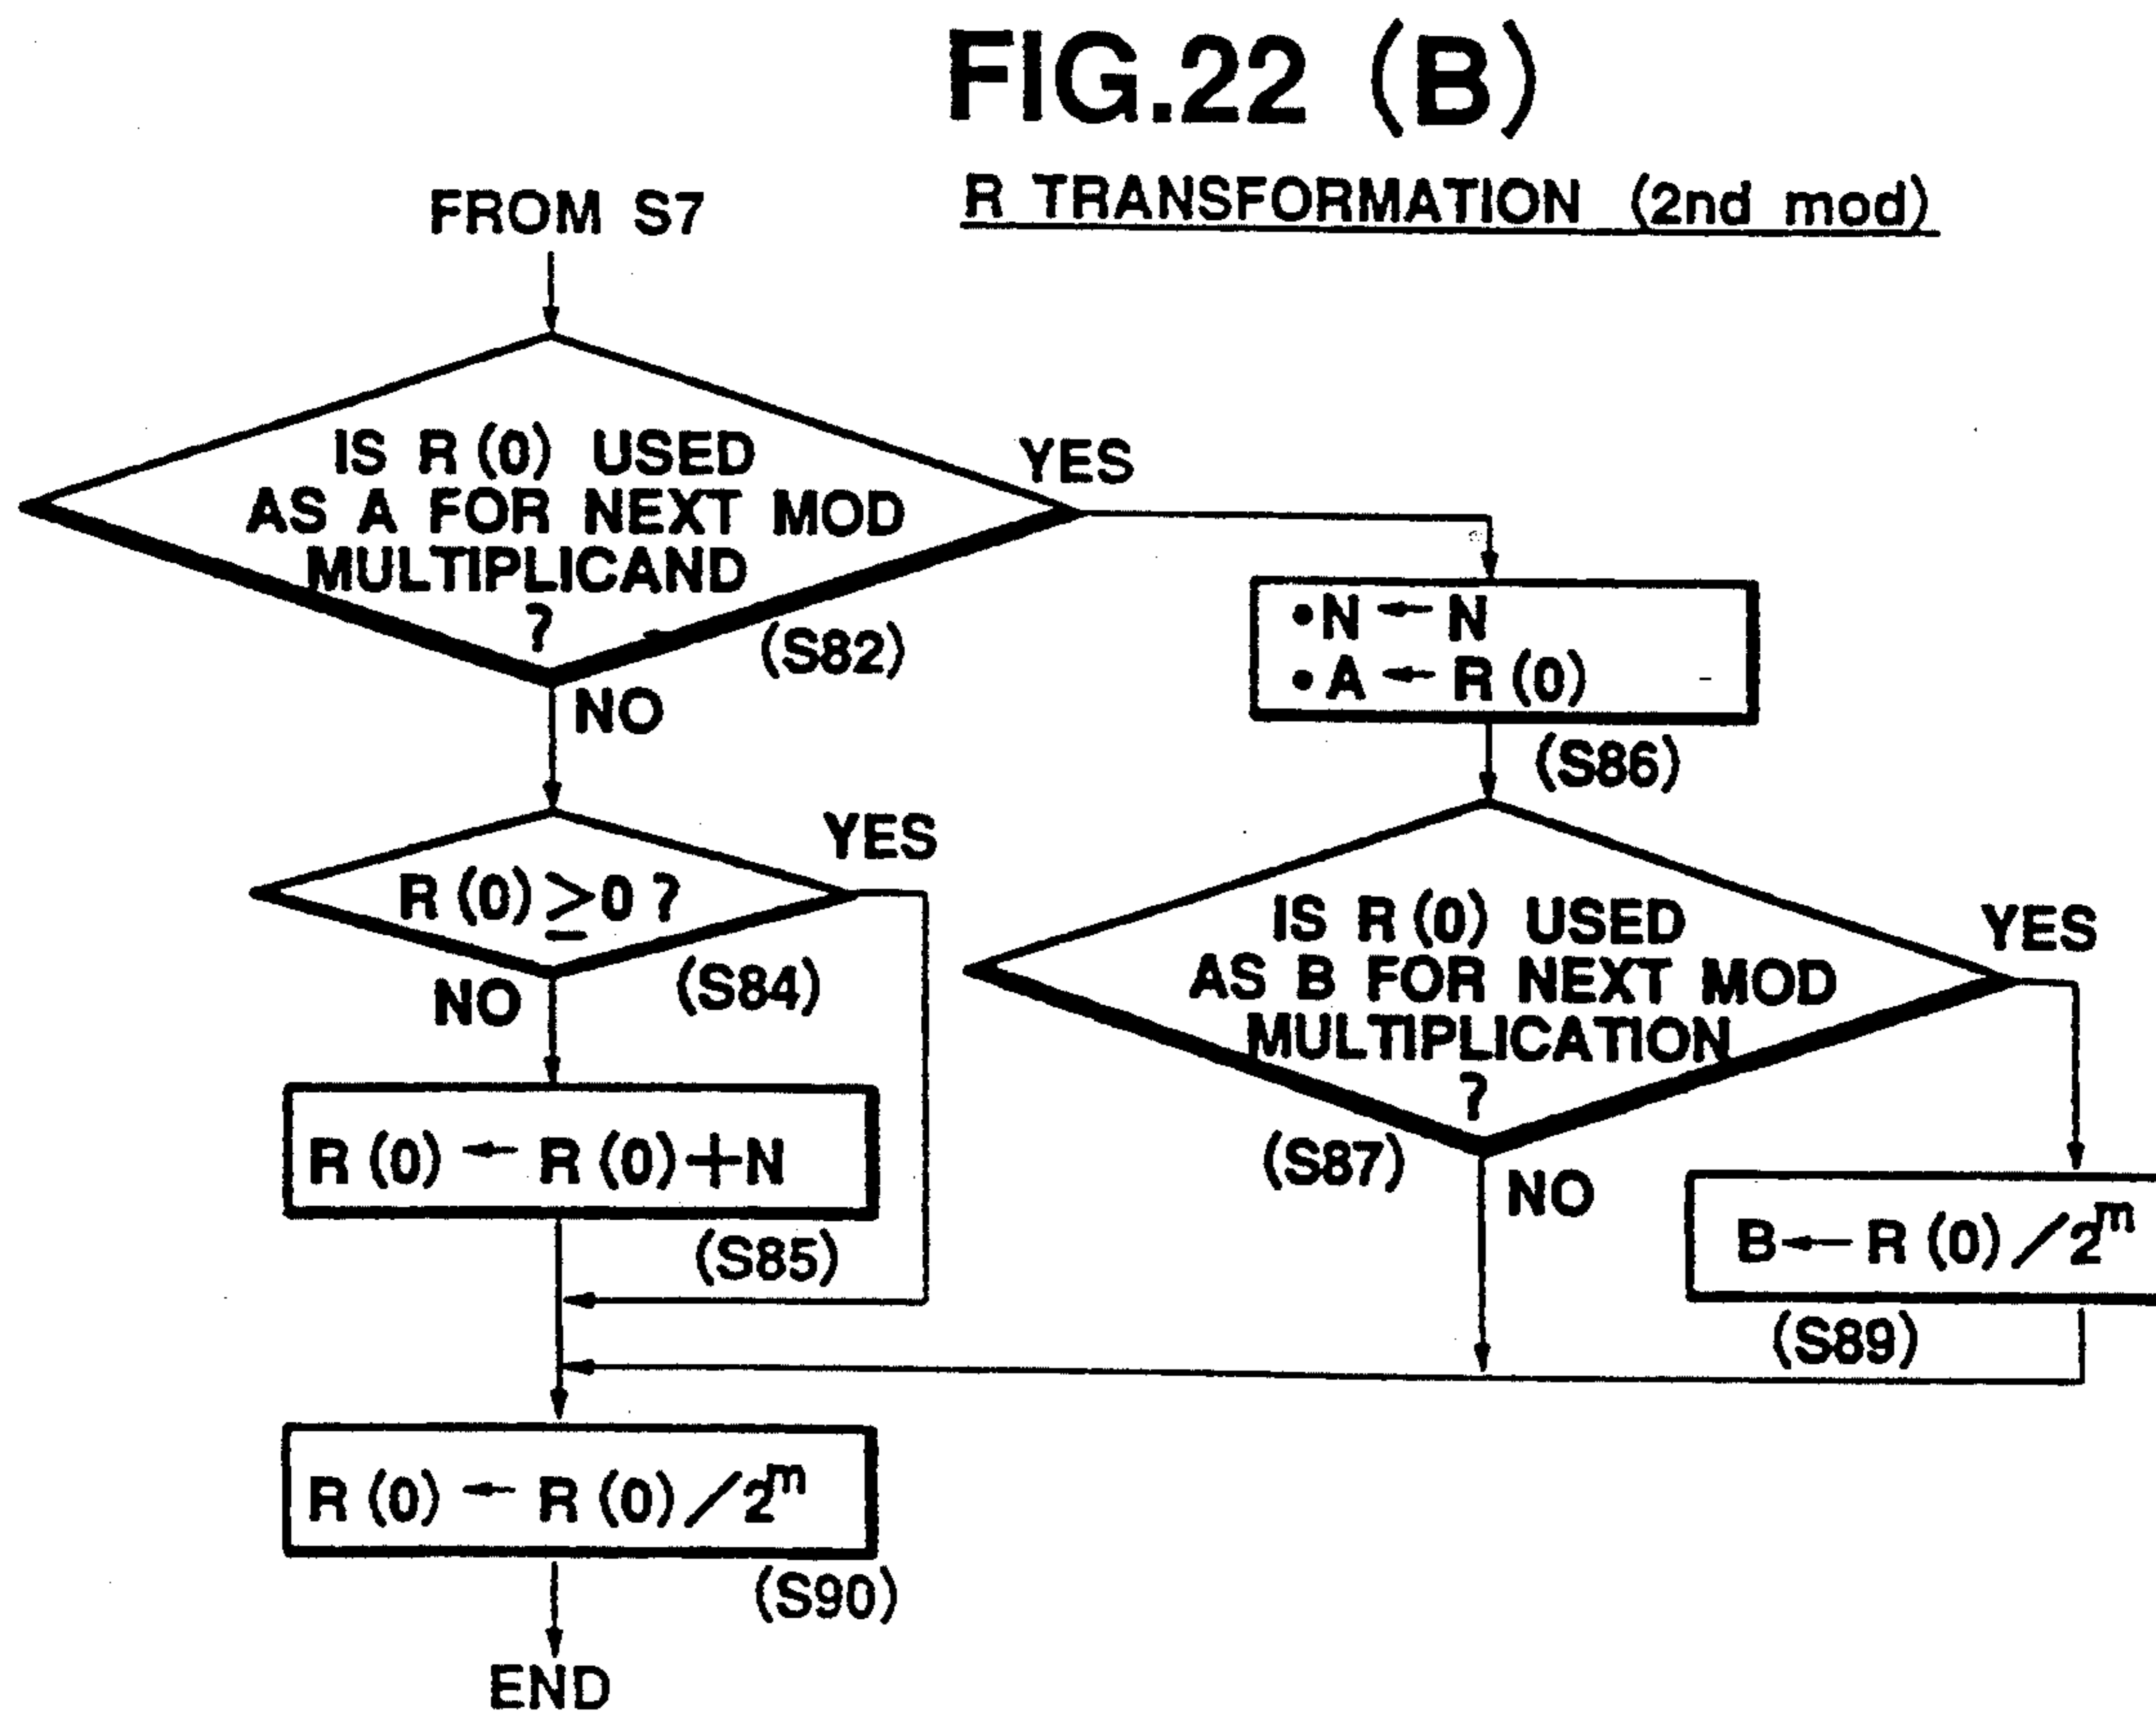 FIG.22 (B)
R TRANSFORMATION (2nd mod)
FROM S7
IS R(0) USED
AS A FOR NEXT MOD
MULTIPLICAND
?
(S82)
YES
NO
•N ← N
•A ← R(0)
(S86)
R(0) ≥ 0 ?
YES
(S84)
NO
IS R(0) USED
AS B FOR NEXT MOD
MULTIPLICATION
?
YES
(S87)
NO
R(0) ← R(0)+N
(S85)
B ← R(0)/2^m
(S89)
R(0) ← R(0)/2^m
(S90)
END